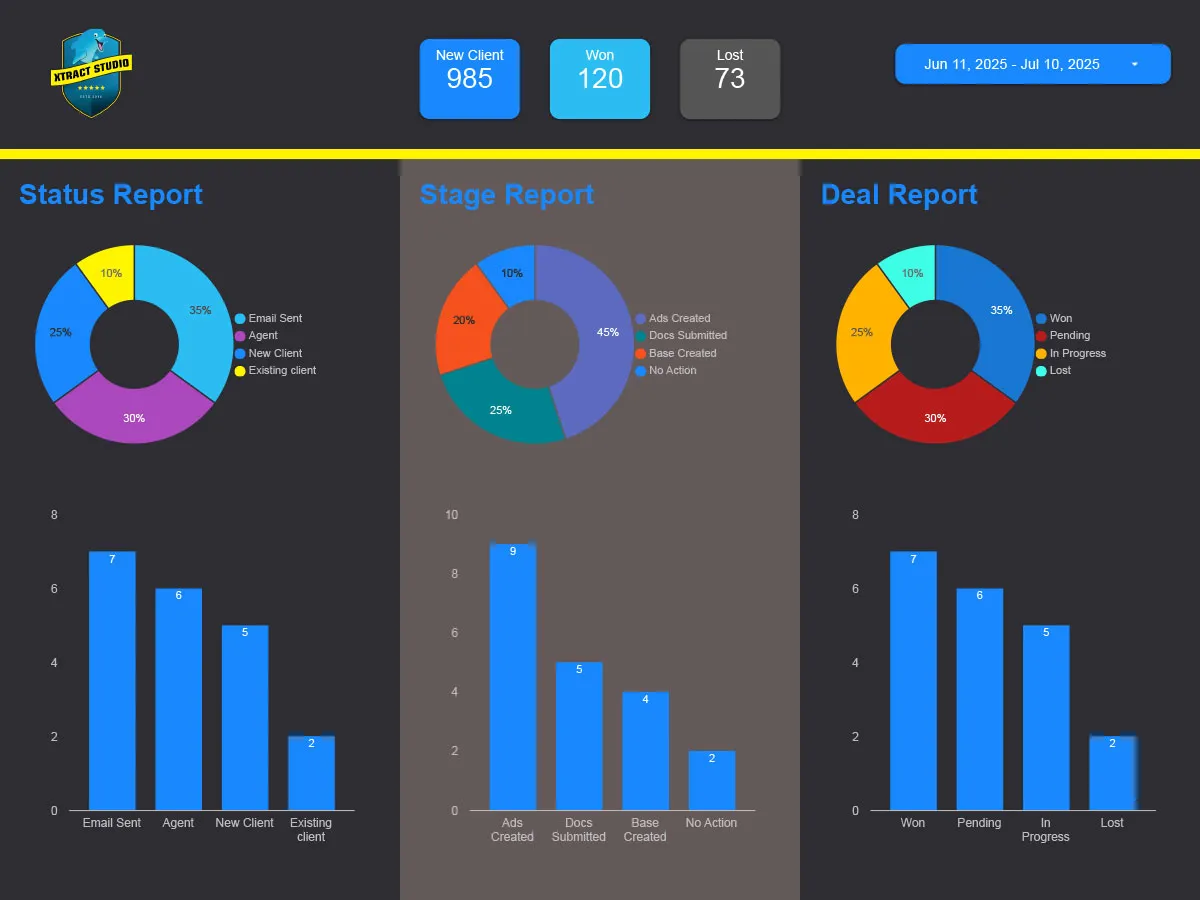 XTRACT STUDIO
New Client
985
Won
120
Lost
73
Jun 11, 2025 - Jul 10, 2025
Status Report
10%
35%
25%
30%
Email Sent
Agent
New Client
Existing client
8
6
4
2
0
7
6
5
2
Email Sent
Agent
New Client
Existing
client
Stage Report
10%
20%
45%
25%
Ads Created
Docs Submitted
Base Created
No Action
10
8
6
4
2
0
9
5
4
2
Ads
Created
Docs
Submitted
Base
Created
No Action
Deal Report
10%
35%
25%
30%
Won
Pending
In Progress
Lost
8
6
4
2
0
7
6
5
2
Won
Pending
In
Progress
Lost